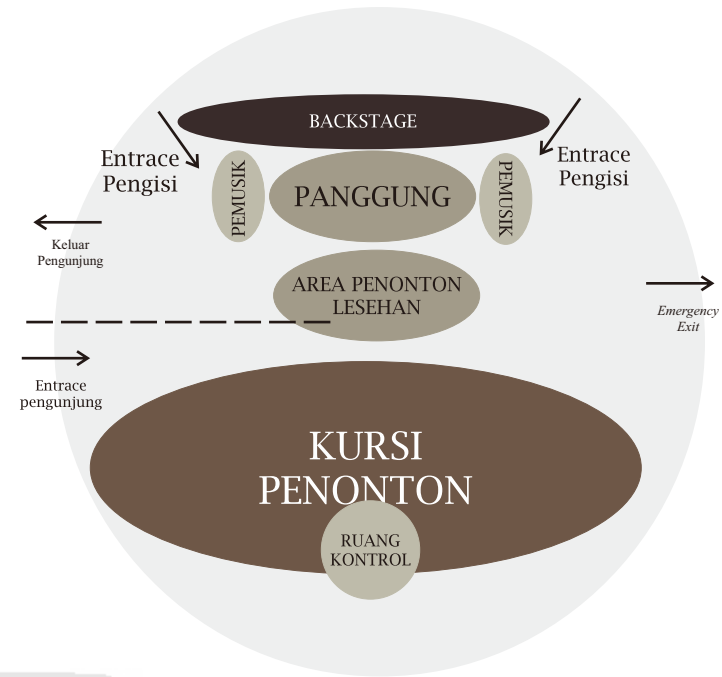 BACKSTAGE
Entrace
Pengisi
PEMUSIK
PANGGUNG
PEMUSIK
Entrace
Pengisi
Keluar
Pengunjung
AREA PENONTON
LESEHAN
Emergency
Exit
Entrace
pengunjung
KURSI
PENONTON
RUANG
KONTROL